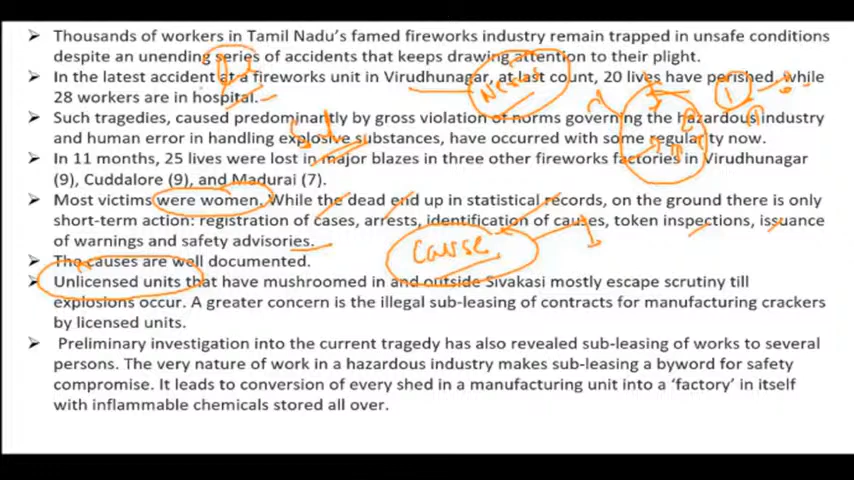 ➢ Thousands of workers in Tamil Nadu's famed fireworks industry remain trapped in unsafe conditions
despite an unending series of accidents that keeps drawing attention to their plight.
➢ In the latest accident at a fireworks unit in Virudhunagar, at last count, 20 lives have perished, while
28 workers are in hospital.
➢ Such tragedies, caused predominantly by gross violation of norms governing the hazardous industry
and human error in handling explosive substances, have occurred with some regularity now.
➢ In 11 months, 25 lives were lost in major blazes in three other fireworks factories in Virudhunagar
(9), Cuddalore (9), and Madurai (7).
➢ Most victims were women. While the dead end up in statistical records, on the ground there is only
short-term action: registration of cases, arrests, identification of causes, token inspections, issuance
of warnings and safety advisories.
Cause
➢ The causes are well documented.
➢ Unlicensed units that have mushroomed in and outside Sivakasi mostly escape scrutiny till
explosions occur. A greater concern is the illegal sub-leasing of contracts for manufacturing crackers
by licensed units.
➢ Preliminary investigation into the current tragedy has also revealed sub-leasing of works to several
persons. The very nature of work in a hazardous industry makes sub-leasing a byword for safety
compromise. It leads to conversion of every shed in a manufacturing unit into a 'factory' in itself
with inflammable chemicals stored all over.